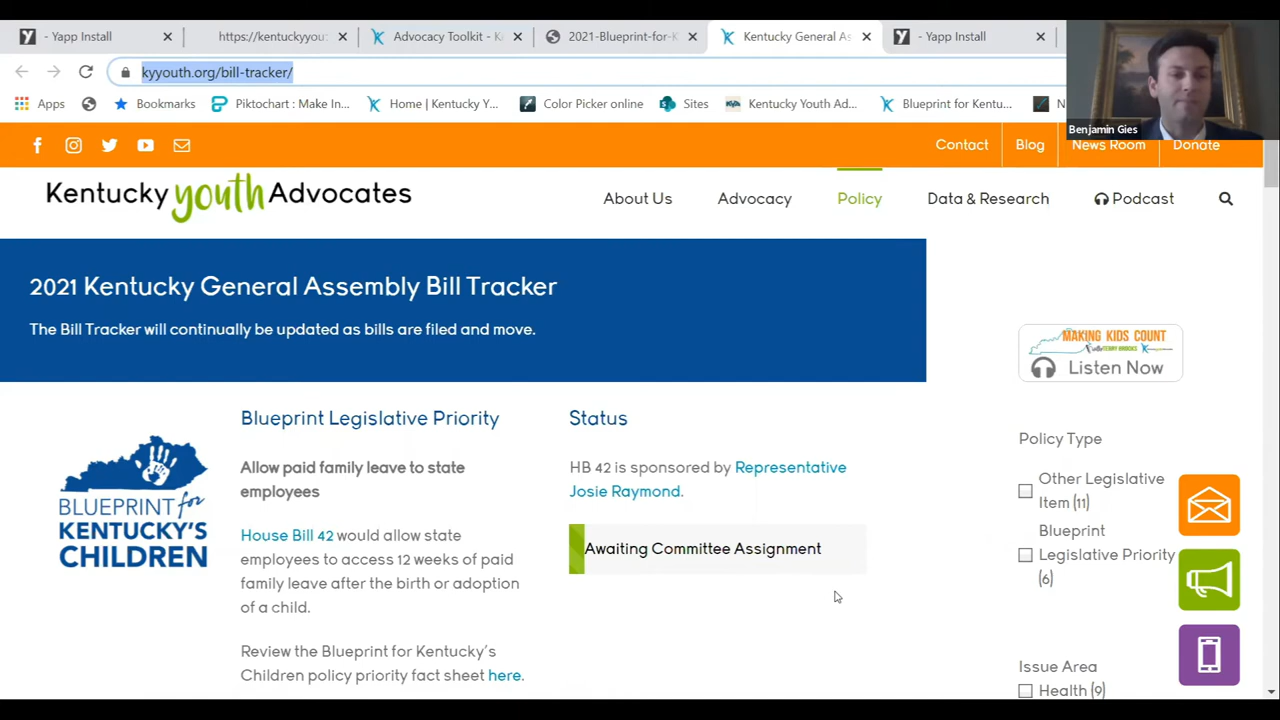 - Yapp Install
https://kentuckyyou
Advocacy Toolkit - K
2021-Blueprint-for-K
Kentucky General As
- Yapp Install
kyyouth.org/bill-tracker/
Apps
Bookmarks
Piktochart : Make In...
Home | Kentucky Y...
Color Picker online
Sites
Kentucky Youth Ad...
Blueprint for Kentu...
N
Benjamin Gies
Contact
Blog
News Room
Donate
Kentucky youth Advocates
About Us
Advocacy
Policy
Data & Research
Podcast
2021 Kentucky General Assembly Bill Tracker
The Bill Tracker will continually be updated as bills are filed and move.
BLUEPRINT for
KENTUCKY'S
CHILDREN
Blueprint Legislative Priority
Allow paid family leave to state
employees
House Bill 42 would allow state
employees to access 12 weeks of paid
family leave after the birth or adoption
of a child.
Review the Blueprint for Kentucky's
Children policy priority fact sheet here.
Status
HB 42 is sponsored by Representative
Josie Raymond.
Awaiting Committee Assignment
MAKING KIDS COUNT
Listen Now
Policy Type
Other Legislative
Item (11)
Blueprint
Legislative Priority
(6)
Issue Area
Health (9)